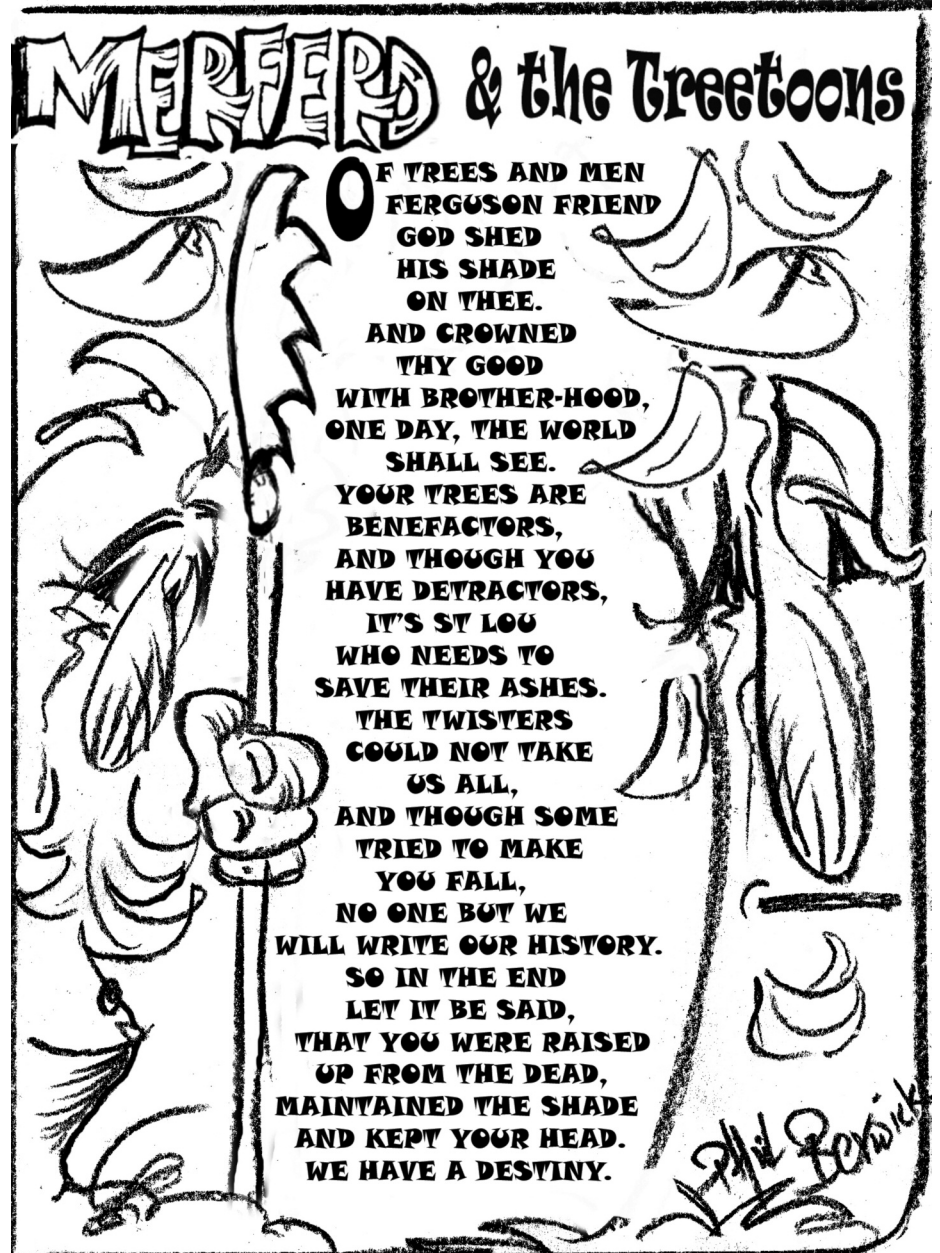 MERFERD & the Treetoons
OF TREES AND MEN
FERGUSON FRIEND
GOD SHED
HIS SHADE
ON THEE.
AND CROWNED
THY GOOD
WITH BROTHER-HOOD,
ONE DAY, THE WORLD
SHALL SEE.
YOUR TREES ARE
BENEFACTORS,
AND THOUGH YOU
HAVE DETRACTORS,
IT'S ST LOU
WHO NEEDS TO
SAVE THEIR ASHES.
THE TWISTERS
COULD NOT TAKE
US ALL,
AND THOUGH SOME
TRIED TO MAKE
YOU FALL,
NO ONE BUT WE
WILL WRITE OUR HISTORY.
SO IN THE END
LET IT BE SAID,
THAT YOU WERE RAISED
UP FROM THE DEAD,
MAINTAINED THE SHADE
AND KEPT YOUR HEAD.
WE HAVE A DESTINY.
Phil Berwick